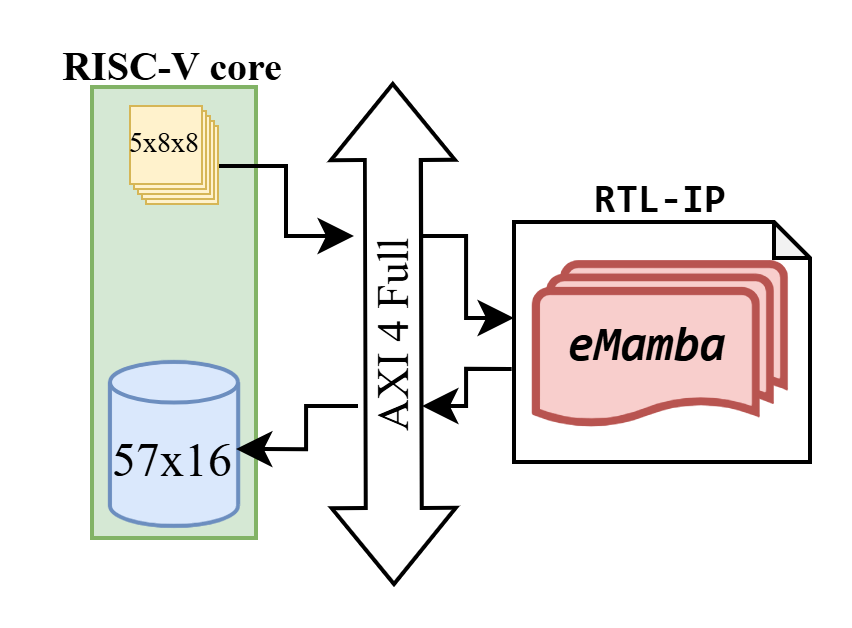 RISC-V core
5x8x8
RTL-IP
AXI 4 Full
eMamba
57x16